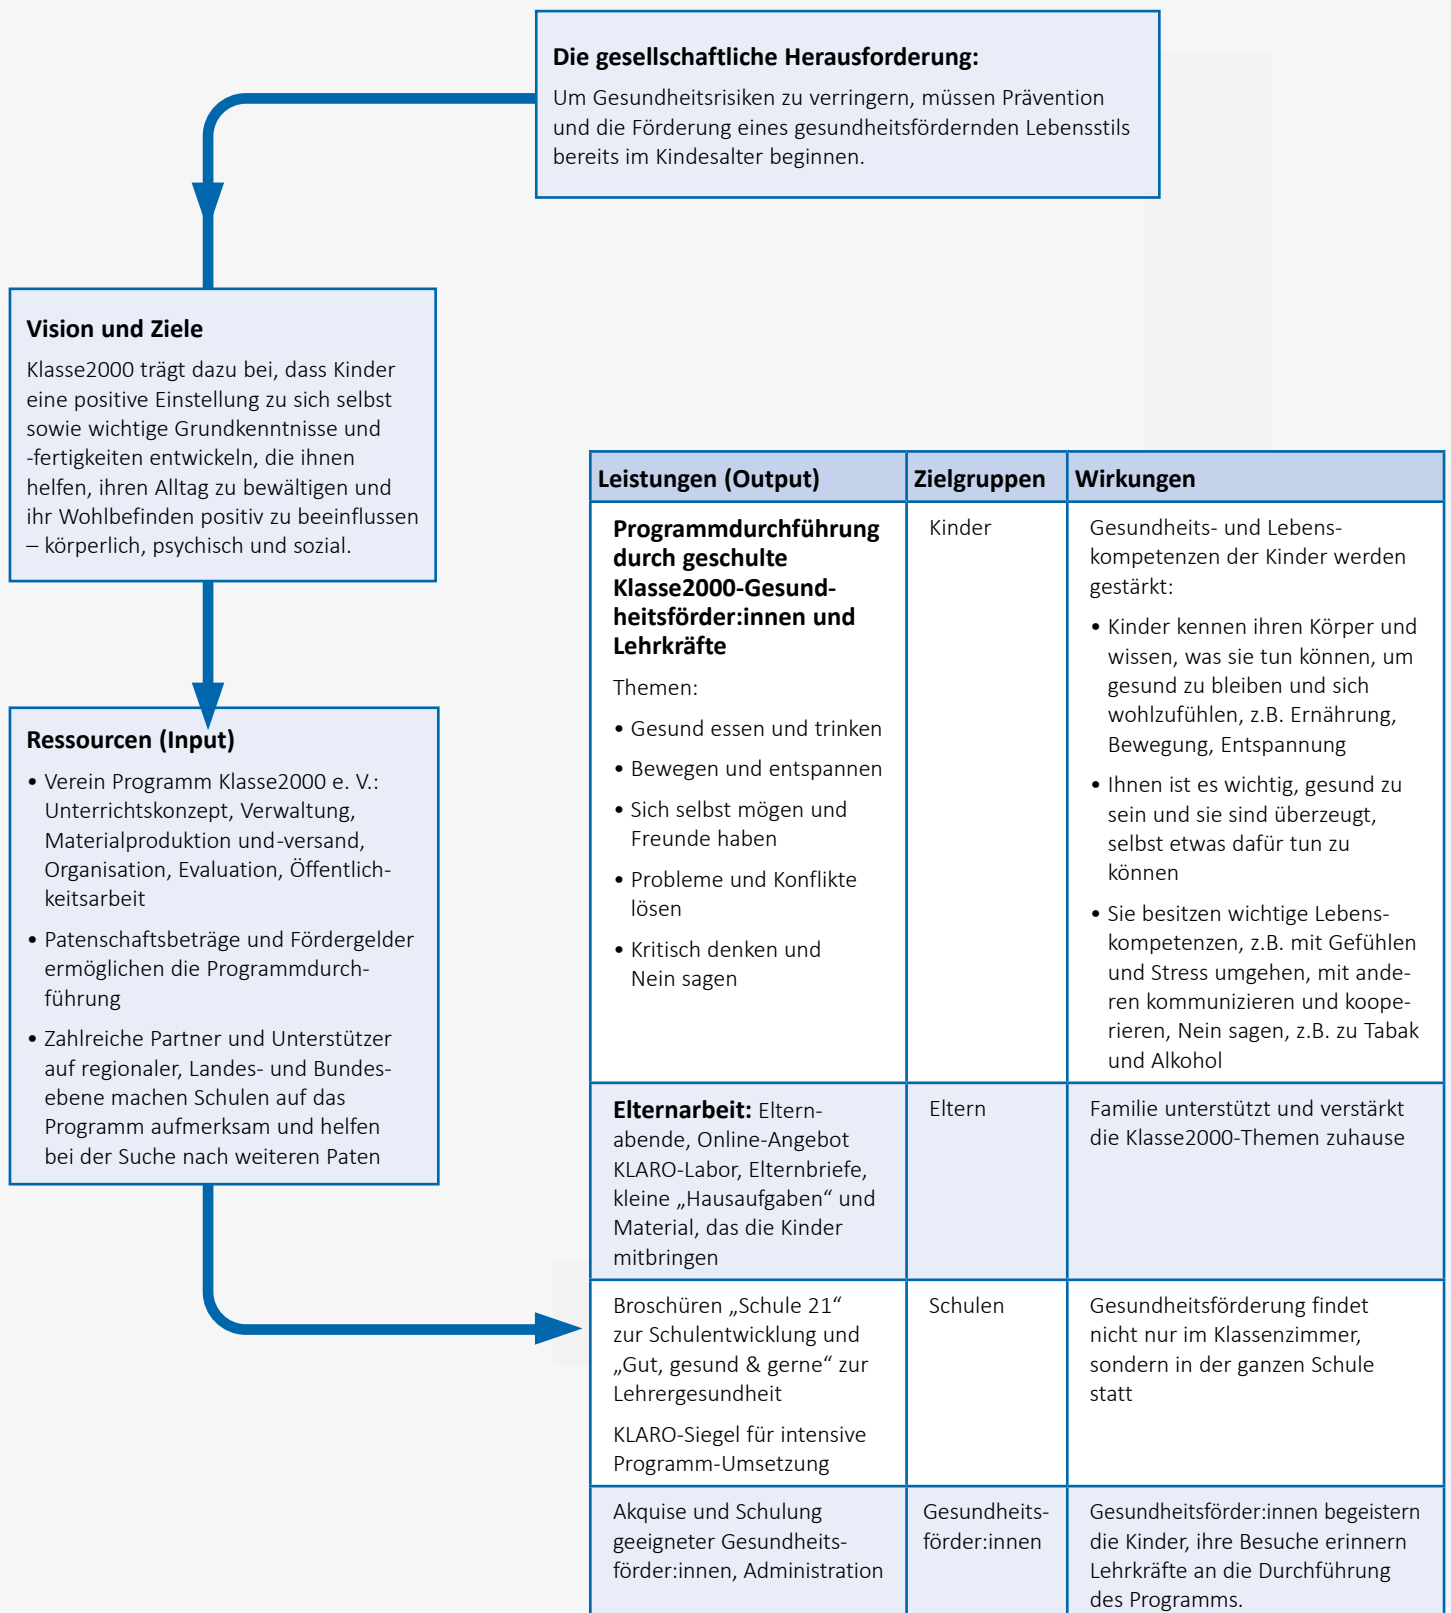 Die gesellschaftliche Herausforderung:
Um Gesundheitsrisiken zu verringern, müssen Prävention
und die Förderung eines gesundheitsfördernden Lebensstils
bereits im Kindesalter beginnen.
Vision und Ziele
Klasse2000 trägt dazu bei, dass Kinder
eine positive Einstellung zu sich selbst
sowie wichtige Grundkenntnisse und
-fertigkeiten entwickeln, die ihnen
helfen, ihren Alltag zu bewältigen und
ihr Wohlbefinden positiv zu beeinflussen
– körperlich, psychisch und sozial.
Ressourcen (Input)
• Verein Programm Klasse2000 e. V.:
Unterrichtskonzept, Verwaltung,
Materialproduktion und-versand,
Organisation, Evaluation, Öffentlich-
keitsarbeit
• Patenschaftsbeträge und Fördergelder
ermöglichen die Programmdurch-
führung
• Zahlreiche Partner und Unterstützer
auf regionaler, Landes- und Bundes-
ebene machen Schulen auf das
Programm aufmerksam und helfen
bei der Suche nach weiteren Paten
Leistungen (Output)
Zielgruppen
Wirkungen
Programmdurchführung
durch geschulte
Klasse2000-Gesund-
heitsförder:innen und
Lehrkräfte
Themen:
• Gesund essen und trinken
• Bewegen und entspannen
• Sich selbst mögen und
Freunde haben
• Probleme und Konflikte
lösen
• Kritisch denken und
Nein sagen
Kinder
Gesundheits- und Lebens-
kompetenzen der Kinder werden
gestärkt:
• Kinder kennen ihren Körper und
wissen, was sie tun können, um
gesund zu bleiben und sich
wohlzufühlen, z.B. Ernährung,
Bewegung, Entspannung
• Ihnen ist es wichtig, gesund zu
sein und sie sind überzeugt,
selbst etwas dafür tun zu
können
• Sie besitzen wichtige Lebens-
kompetenzen, z.B. mit Gefühlen
und Stress umgehen, mit ande-
ren kommunizieren und koope-
rieren, Nein sagen, z.B. zu Tabak
und Alkohol
Elternarbeit: Eltern-
abende, Online-Angebot
KLARO-Labor, Elternbriefe,
kleine „Hausaufgaben“ und
Material, das die Kinder
mitbringen
Eltern
Familie unterstützt und verstärkt
die Klasse2000-Themen zuhause
Broschüren „Schule 21“
zur Schulentwicklung und
„Gut, gesund & gerne“ zur
Lehrergesundheit
KLARO-Siegel für intensive
Programm-Umsetzung
Schulen
Gesundheitsförderung findet
nicht nur im Klassenzimmer,
sondern in der ganzen Schule
statt
Akquise und Schulung
geeigneter Gesundheits-
förder:innen, Administration
Gesundheits-
förder:innen
Gesundheitsförder:innen begeistern
die Kinder, ihre Besuche erinnern
Lehrkräfte an die Durchführung
des Programms.